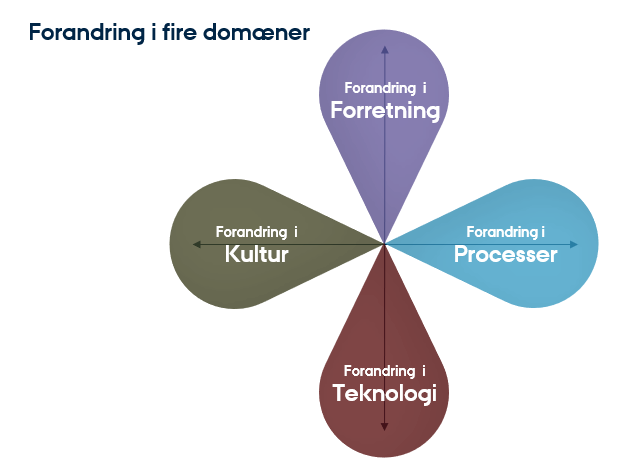 Forandring i fire domæner
Forandring i
Forretning
Forandring i
Kultur
Forandring i
Processer
Forandring i
Teknologi